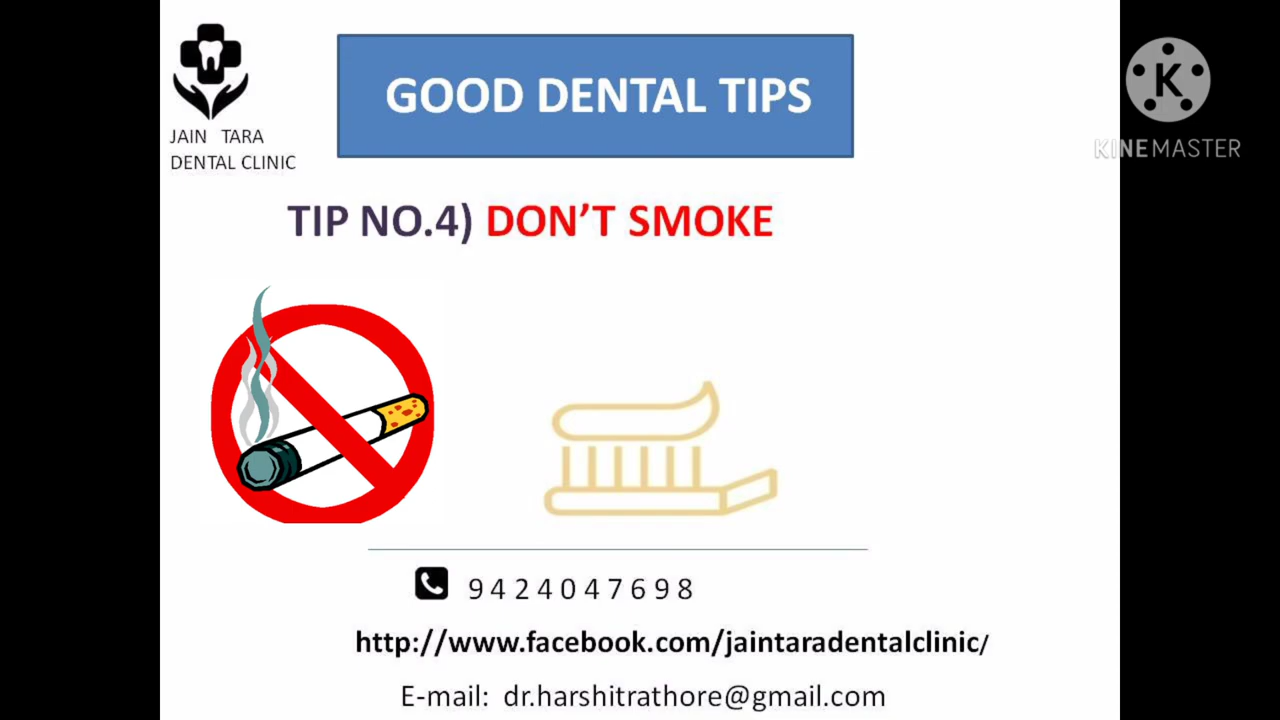 JAIN TARA
DENTAL CLINIC
GOOD DENTAL TIPS
K
KINEMASTER
TIP NO.4) DON’T SMOKE
9424047698
http://www.facebook.com/jaintaradentalclinic/
E-mail: dr.harshitrathore@gmail.com